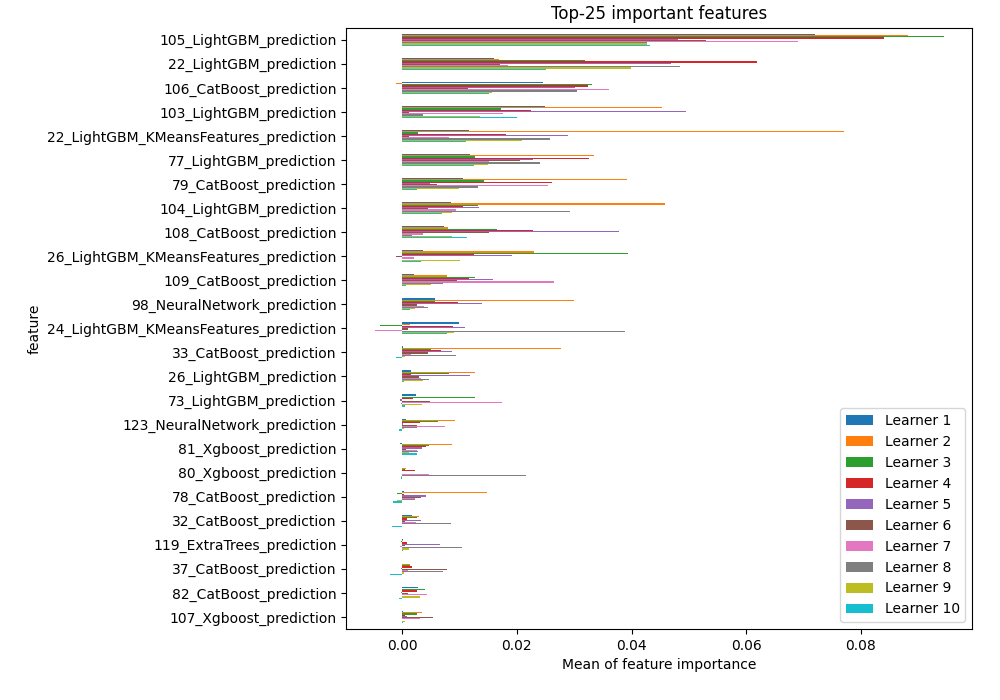 Top-25 important features
feature
105_LightGBM_prediction
22_LightGBM_prediction
106_CatBoost_prediction
103_LightGBM_prediction
22_LightGBM_KMeansFeatures_prediction
77_LightGBM_prediction
79_CatBoost_prediction
104_LightGBM_prediction
108_CatBoost_prediction
26_LightGBM_KMeansFeatures_prediction
109_CatBoost_prediction
98_NeuralNetwork_prediction
24_LightGBM_KMeansFeatures_prediction
33_CatBoost_prediction
26_LightGBM_prediction
73_LightGBM_prediction
123_NeuralNetwork_prediction
81_Xgboost_prediction
80_Xgboost_prediction
78_CatBoost_prediction
32_CatBoost_prediction
119_ExtraTrees_prediction
37_CatBoost_prediction
82_CatBoost_prediction
107_Xgboost_prediction
Learner 1
Learner 2
Learner 3
Learner 4
Learner 5
Learner 6
Learner 7
Learner 8
Learner 9
Learner 10
0.00 0.02 0.04 0.06 0.08
Mean of feature importance